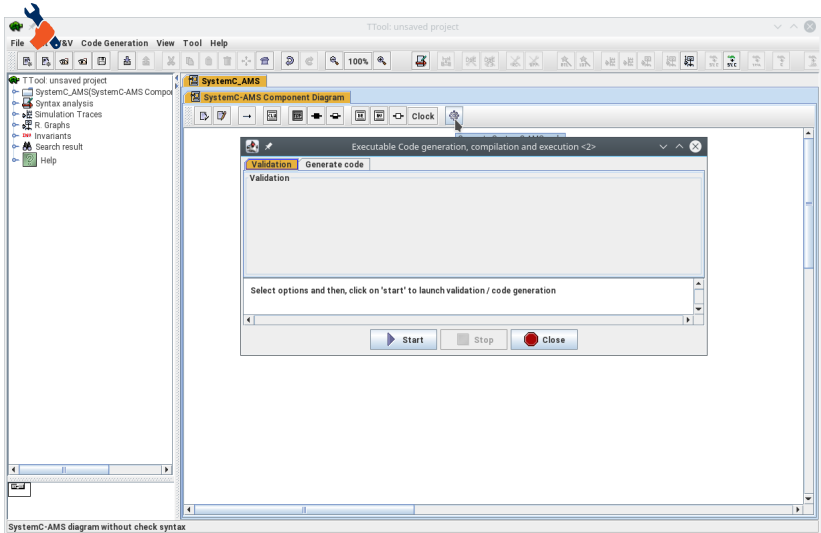 TTool: unsaved project
File
V&V Code Generation View Tool Help
100%
Clock
TTool: unsaved project
SystemC_AMS(SystemC-AMS Compor
Syntax analysis
Simulation Traces
R. Graphs
Invariants
Search result
Help
SystemC_AMS
SystemC-AMS Component Diagram
Executable Code generation, compilation and execution <2>
Validation Generate code
Validation
Select options and then, click on 'start' to launch validation / code generation
Start Stop Close
SystemC-AMS diagram without check syntax